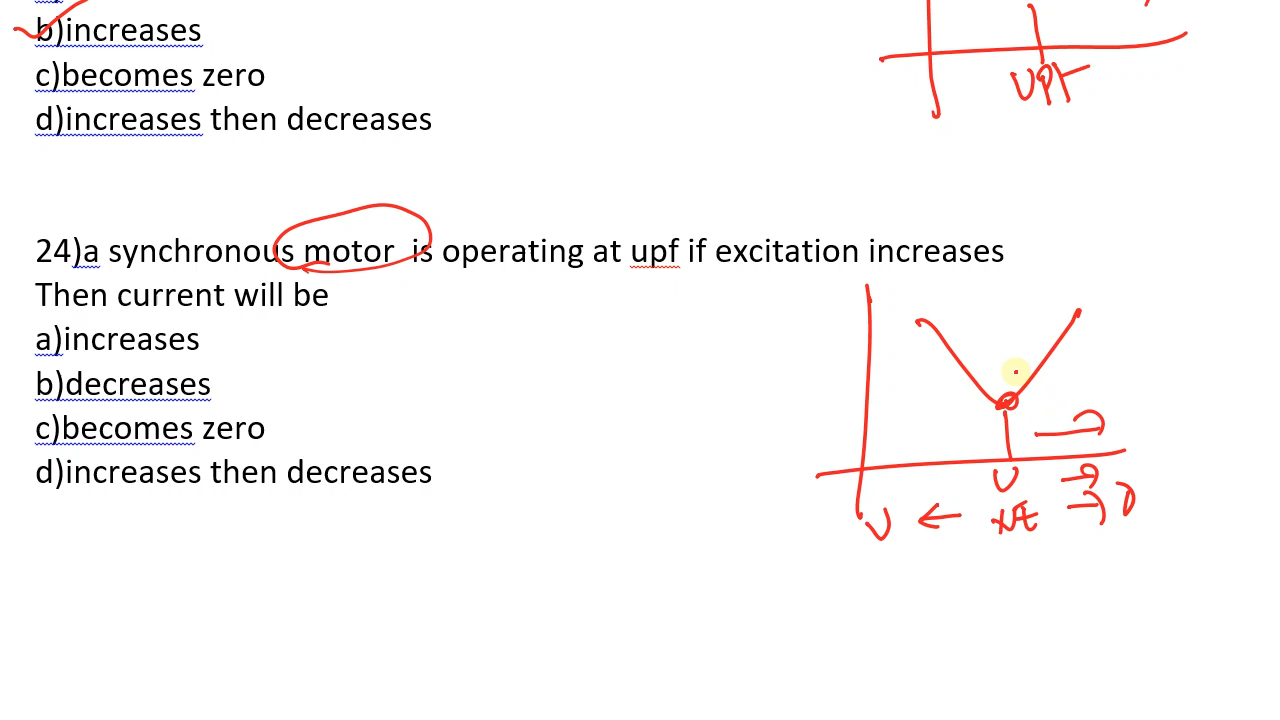 b)increases
c)becomes zero
d)increases then decreases
UPF
24)a synchronous motor is operating at upf if excitation increases
Then current will be
a)increases
b)decreases
c)becomes zero
d)increases then decreases
U
U
O